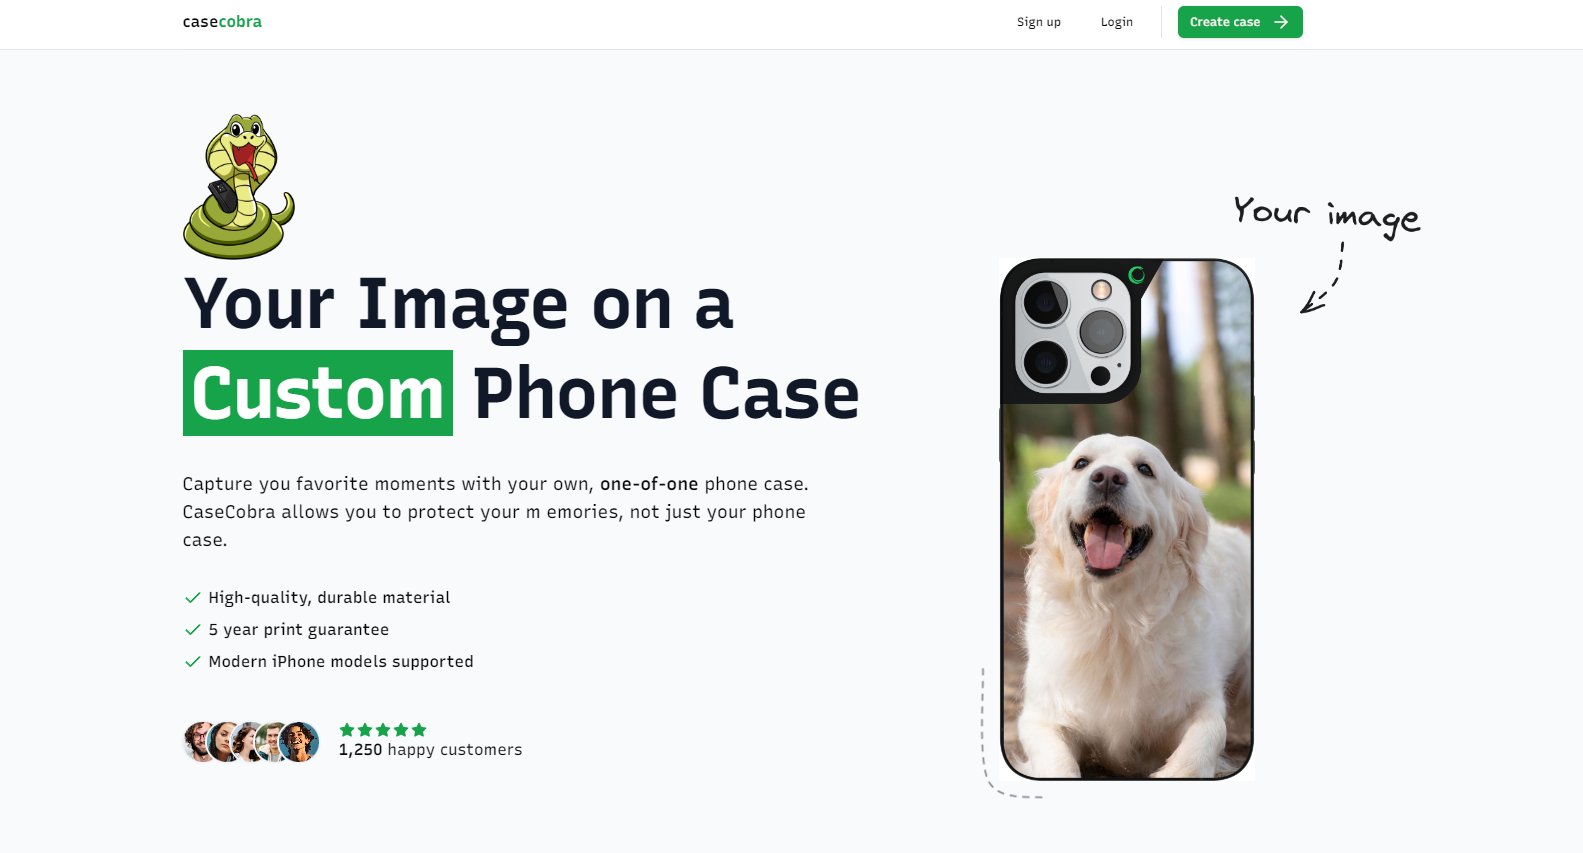 casecobra
Sign up
Login
Create case
Your image
Your Image on a
Custom Phone Case
Capture you favorite moments with your own, one-of-one phone case.
CaseCobra allows you to protect your m emories, not just your phone
case.
High-quality, durable material
5 year print guarantee
Modern iPhone models supported
1,250 happy customers